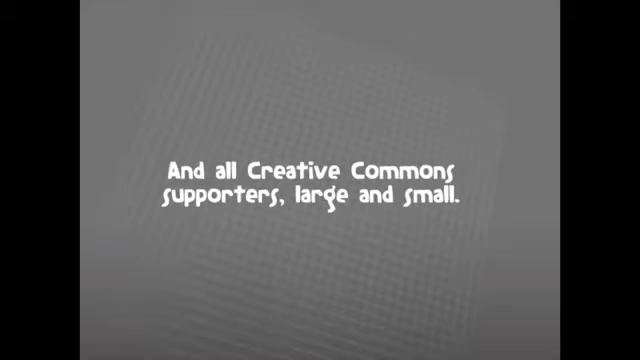 And all Creative Commons
supporters, large and small.